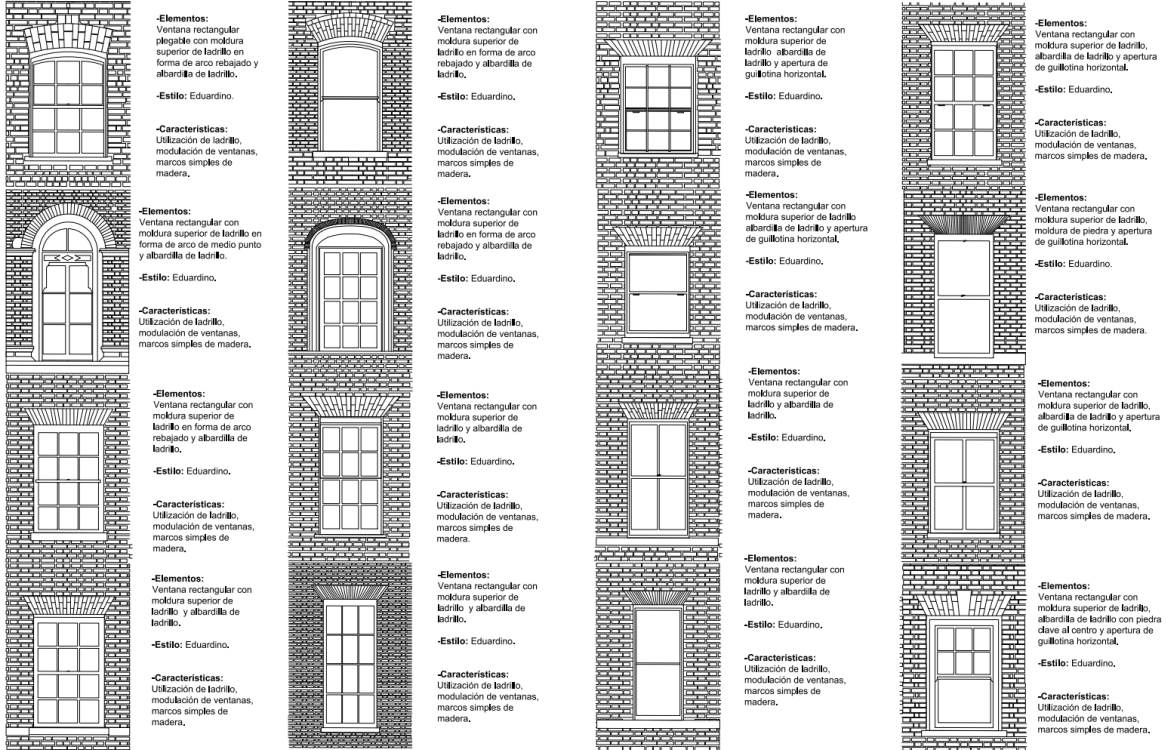 -Elementos:
Ventana rectangular
plegable con moldura
superior de ladrillo en
forma de arco rebajado y
albardilla de ladrillo.
-Estilo: Eduardino.
-Características:
Utilización de ladrillo,
modulación de ventanas,
marcos simples de
madera.
-Elementos:
Ventana rectangular con
moldura superior de
ladrillo en forma de arco
rebajado y albardilla de
ladrillo.
-Estilo: Eduardino.
-Características:
Utilización de ladrillo,
modulación de ventanas,
marcos simples de
madera.
-Elementos:
Ventana rectangular con
moldura superior de
ladrillo albardilla de
ladrillo y apertura de
guillotina horizontal.
-Estilo: Eduardino.
-Características:
Utilización de ladrillo,
modulación de ventanas,
marcos simples de
madera.
-Elementos:
Ventana rectangular con
moldura superior de ladrillo,
albardilla de ladrillo y apertura
de guillotina horizontal.
-Estilo: Eduardino.
-Características:
Utilización de ladrillo,
modulación de ventanas,
marcos simples de
madera.
-Elementos:
Ventana rectangular con
moldura superior de ladrillo en
forma de arco de medio punto
y albardilla de ladrillo.
-Estilo: Eduardino.
-Características:
Utilización de ladrillo,
modulación de ventanas,
marcos simples de madera.
-Elementos:
Ventana rectangular con
moldura superior de
ladrillo en forma de arco
rebajado y albardilla de
ladrillo.
-Estilo: Eduardino.
-Características:
Utilización de ladrillo,
modulación de ventanas,
marcos simples de
madera.
-Elementos:
Ventana rectangular con
moldura superior de ladrillo
albardilla de ladrillo y apertura
de guillotina horizontal.
-Estilo: Eduardino.
-Características:
Utilización de ladrillo,
modulación de ventanas,
marcos simples de madera.
-Elementos:
Ventana rectangular con
moldura superior de ladrillo,
moldura de piedra y apertura
de guillotina horizontal.
-Estilo: Eduardino.
-Características:
Utilización de ladrillo,
modulación de ventanas,
marcos simples de madera.
-Elementos:
Ventana rectangular con
moldura superior de
ladrillo en forma de arco
rebajado y albardilla de
ladrillo.
-Estilo: Eduardino.
-Características:
Utilización de ladrillo,
modulación de ventanas,
marcos simples de
madera.
-Elementos:
Ventana rectangular con
moldura superior de
ladrillo y albardilla de
ladrillo.
-Estilo: Eduardino.
-Características:
Utilización de ladrillo,
modulación de ventanas,
marcos simples de
madera.
-Elementos:
Ventana rectangular con
moldura superior de
ladrillo y albardilla de
ladrillo.
-Estilo: Eduardino.
-Características:
Utilización de ladrillo,
modulación de ventanas,
marcos simples de
madera.
-Elementos:
Ventana rectangular con
moldura superior de ladrillo,
albardilla de ladrillo y apertura
de guillotina horizontal.
-Estilo: Eduardino.
-Características:
Utilización de ladrillo,
modulación de ventanas,
marcos simples de madera.
-Elementos:
Ventana rectangular con
moldura superior de
ladrillo y albardilla de
ladrillo.
-Estilo: Eduardino.
-Características:
Utilización de ladrillo,
modulación de ventanas,
marcos simples de
madera.
-Elementos:
Ventana rectangular con
moldura superior de
ladrillo y albardilla de
ladrillo.
-Estilo: Eduardino.
-Características:
Utilización de ladrillo,
modulación de ventanas,
marcos simples de
madera.
-Elementos:
Ventana rectangular con
moldura superior de
ladrillo y albardilla de
ladrillo.
-Estilo: Eduardino.
-Características:
Utilización de ladrillo,
modulación de ventanas,
marcos simples de
madera.
-Elementos:
Ventana rectangular con
moldura superior de ladrillo,
albardilla de ladrillo con piedra
clave al centro y apertura de
guillotina horizontal.
-Estilo: Eduardino.
-Características:
Utilización de ladrillo,
modulación de ventanas,
marcos simples de madera.